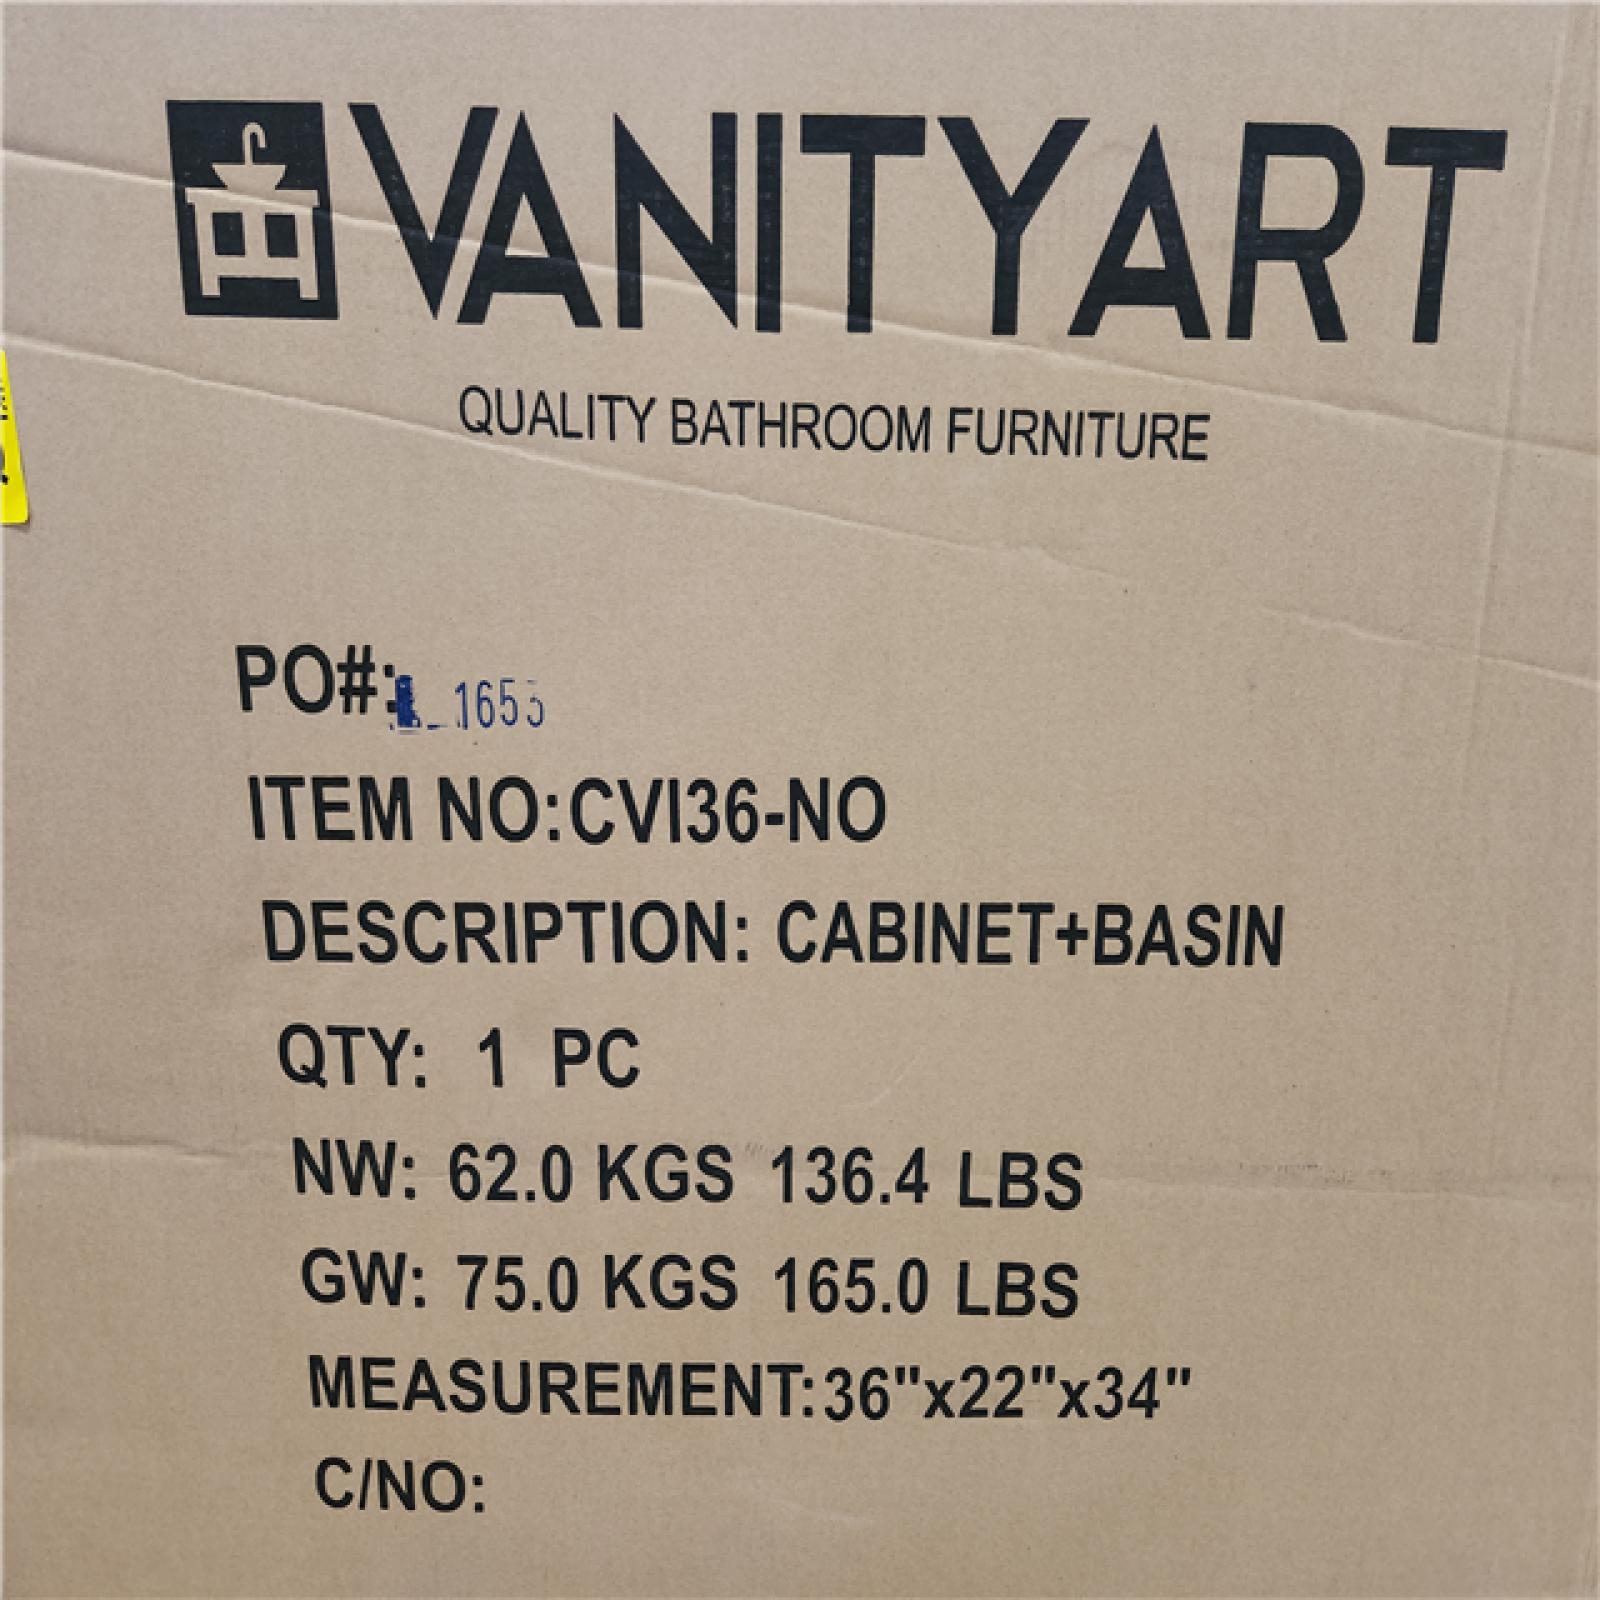 VANITYART
QUALITY BATHROOM FURNITURE
PO#: 1653
ITEM NO:CVI36-NO
DESCRIPTION: CABINET+BASIN
QTY: 1 PC
NW: 62.0 KGS 136.4 LBS
GW: 75.0 KGS 165.0 LBS
MEASUREMENT:36"x22"x34"
C/NO: